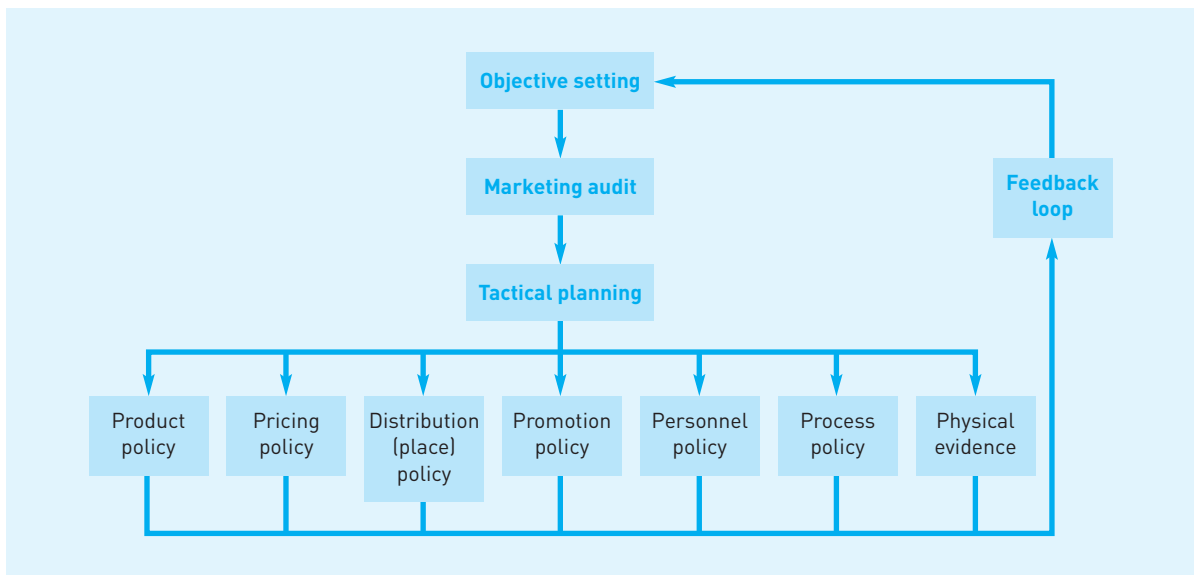 Objective setting
Marketing audit
Feedback
loop
Tactical planning
Product
policy
Pricing
policy
Distribution
(place)
policy
Promotion
policy
Personnel
policy
Process
policy
Physical
evidence